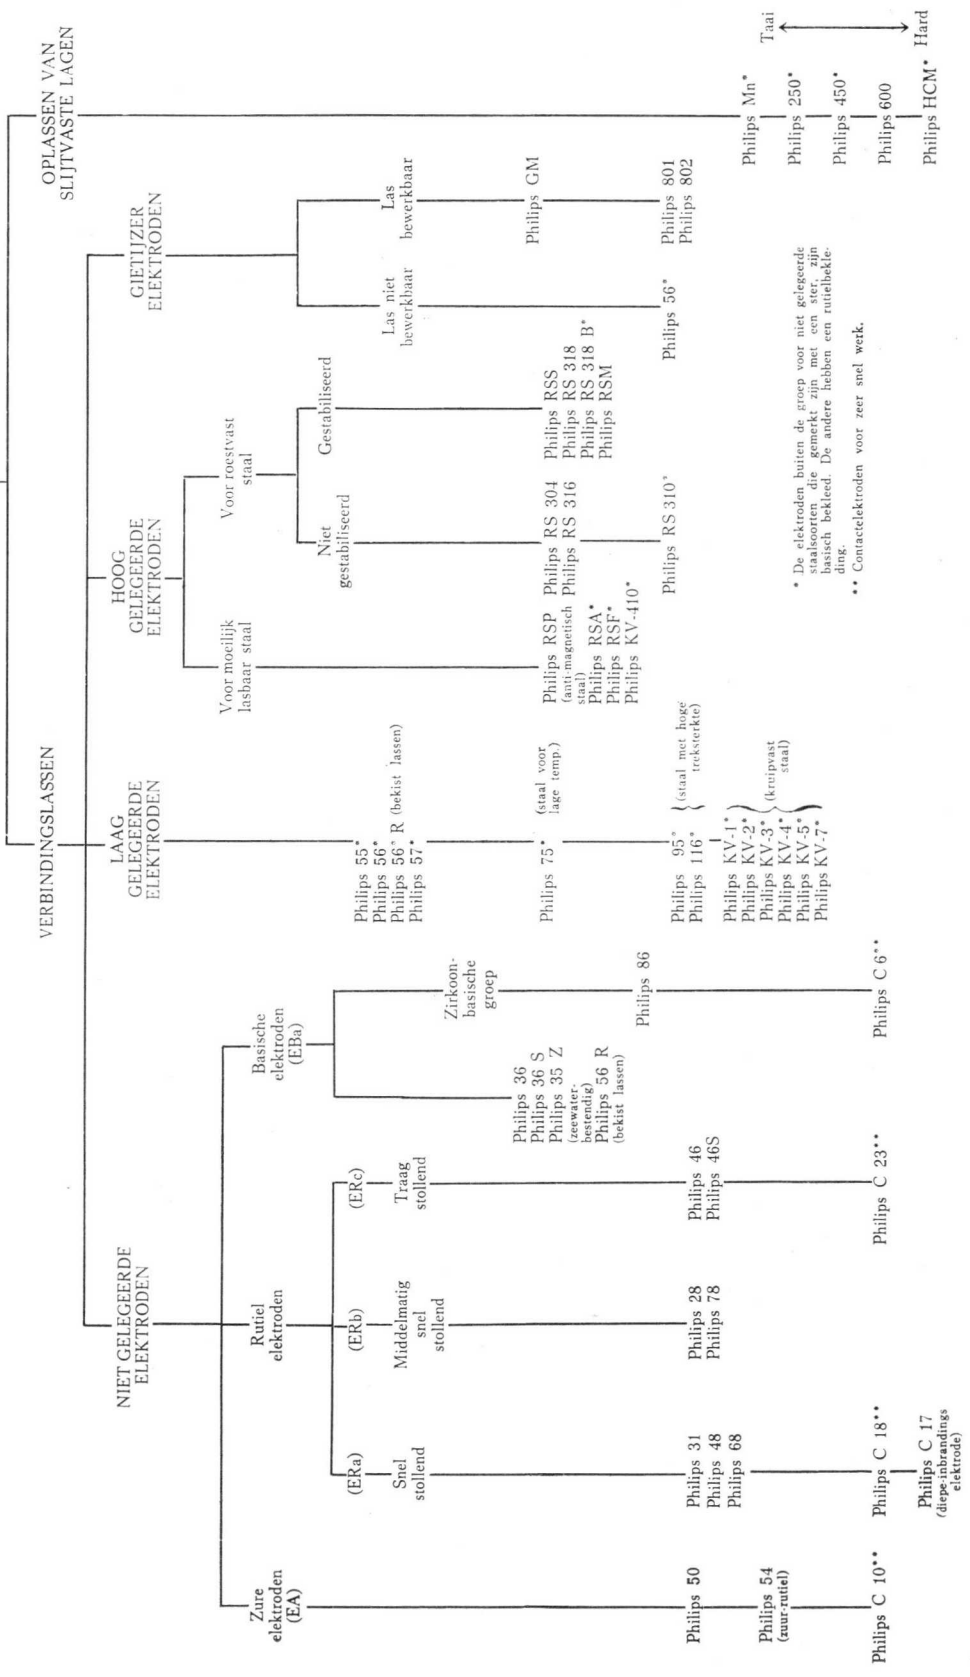 VERBINDINGSLASSEN
OPLASSEN VAN
SLIJTVASTE LAGEN
NIET GELEGEERDE
ELEKTRODEN
LAAG
GELEGEERDE
ELEKTRODEN
HOOG
GELEGEERDE
ELEKTRODEN
GIETIJZER
ELEKTRODEN
Zure
elektroden
(EA)
Philips 50
Philips 54
(zuur-rutiel)
Philips C 10**
Rutiel
elektroden
(ERa)
Snel
stollend
Philips 31
Philips 48
Philips 68
Philips C 18**
Philips C 17
(diepe-inbrandings
elektrode)
(ERb)
Middelmatig
snel
stollend
Philips 28
Philips 78
(ERc)
Traag
stollend
Philips 46
Philips 46S
Philips C 23**
Basische
elektroden
(EBa)
Philips 36
Philips 36 S
Philips 35 Z
(zeewater-
bestendig)
Philips 56 R
(bekist lassen)
Zirkoon-
basische
groep
Philips 86
Philips C 6**
Philips 55*
Philips 56*
Philips 56* R (bekist lassen)
Philips 57*
Philips 75*
(staal voor
lage temp.)
Philips 95*
Philips 116*
(staal met hoge
treksterkte)
Philips KV-1*
Philips KV-2*
Philips KV-3*
Philips KV-4*
Philips KV-5*
Philips KV-7*
(kruipvast
staal)
Voor moeilijk
lasbaar staal
Philips RSP
(anti-magnetisch
staal)
Philips RSA*
Philips RSF*
Philips KV-410*
Voor roestvast
staal
Niet
gestabiliseerd
Philips RS 304
Philips RS 316
Philips RS 310*
Gestabiliseerd
Philips RSS
Philips RS 318
Philips RS 318 B*
Philips RSM
Las niet
bewerkbaar
Philips 56*
Las
bewerkbaar
Philips GM
Philips 801
Philips 802
Philips Mn*
Philips 250*
Philips 450*
Philips 600
Philips HCM*
Taai
Hard
* De elektroden buiten de groep voor niet gelegeerde
staalsoorten die gemerkt zijn met een ster, zijn
basisch bekleed. De andere hebben een rutielbekle-
ding.
** Contactelektroden voor zeer snel werk.